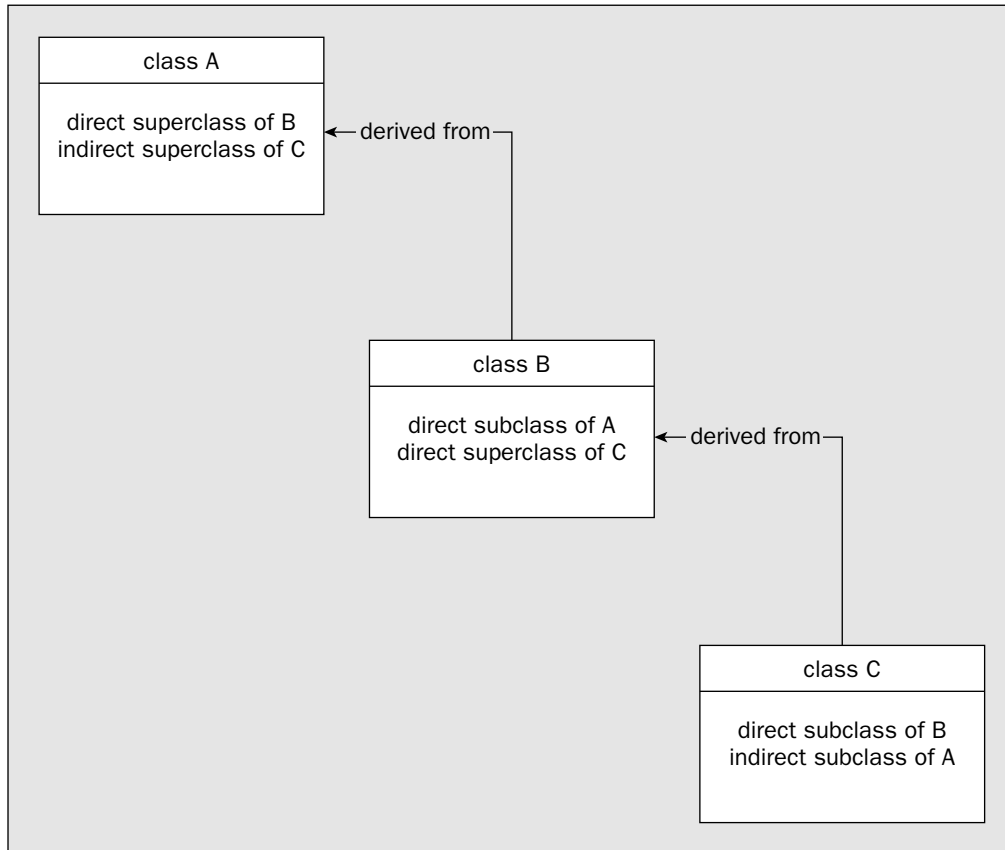 class A
direct superclass of B
indirect superclass of C
derived from
class B
direct subclass of A
direct superclass of C
derived from
class C
direct subclass of B
indirect subclass of A